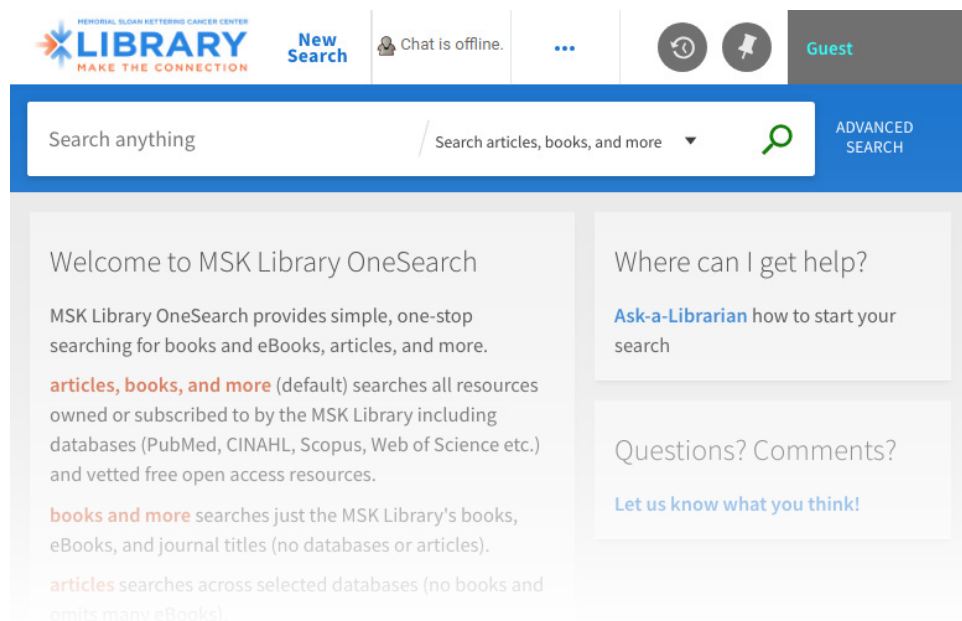 MEMORIAL SLOAN KETTERING CANCER CENTER
LIBRARY
MAKE THE CONNECTION
New
Search
Chat is offline.
Guest
Search anything
Search articles, books, and more
ADVANCED
SEARCH
Welcome to MSK Library OneSearch
MSK Library OneSearch provides simple, one-stop
searching for books and eBooks, articles, and more.
articles, books, and more (default) searches all resources
owned or subscribed to by the MSK Library including
databases (PubMed, CINAHL, Scopus, Web of Science etc.)
and vetted free open access resources.
books and more searches just the MSK Library's books,
eBooks, and journal titles (no databases or articles).
articles searches across selected databases (no books and
omits many eBooks).
Where can I get help?
Ask-a-Librarian how to start your
search
Questions? Comments?
Let us know what you think!